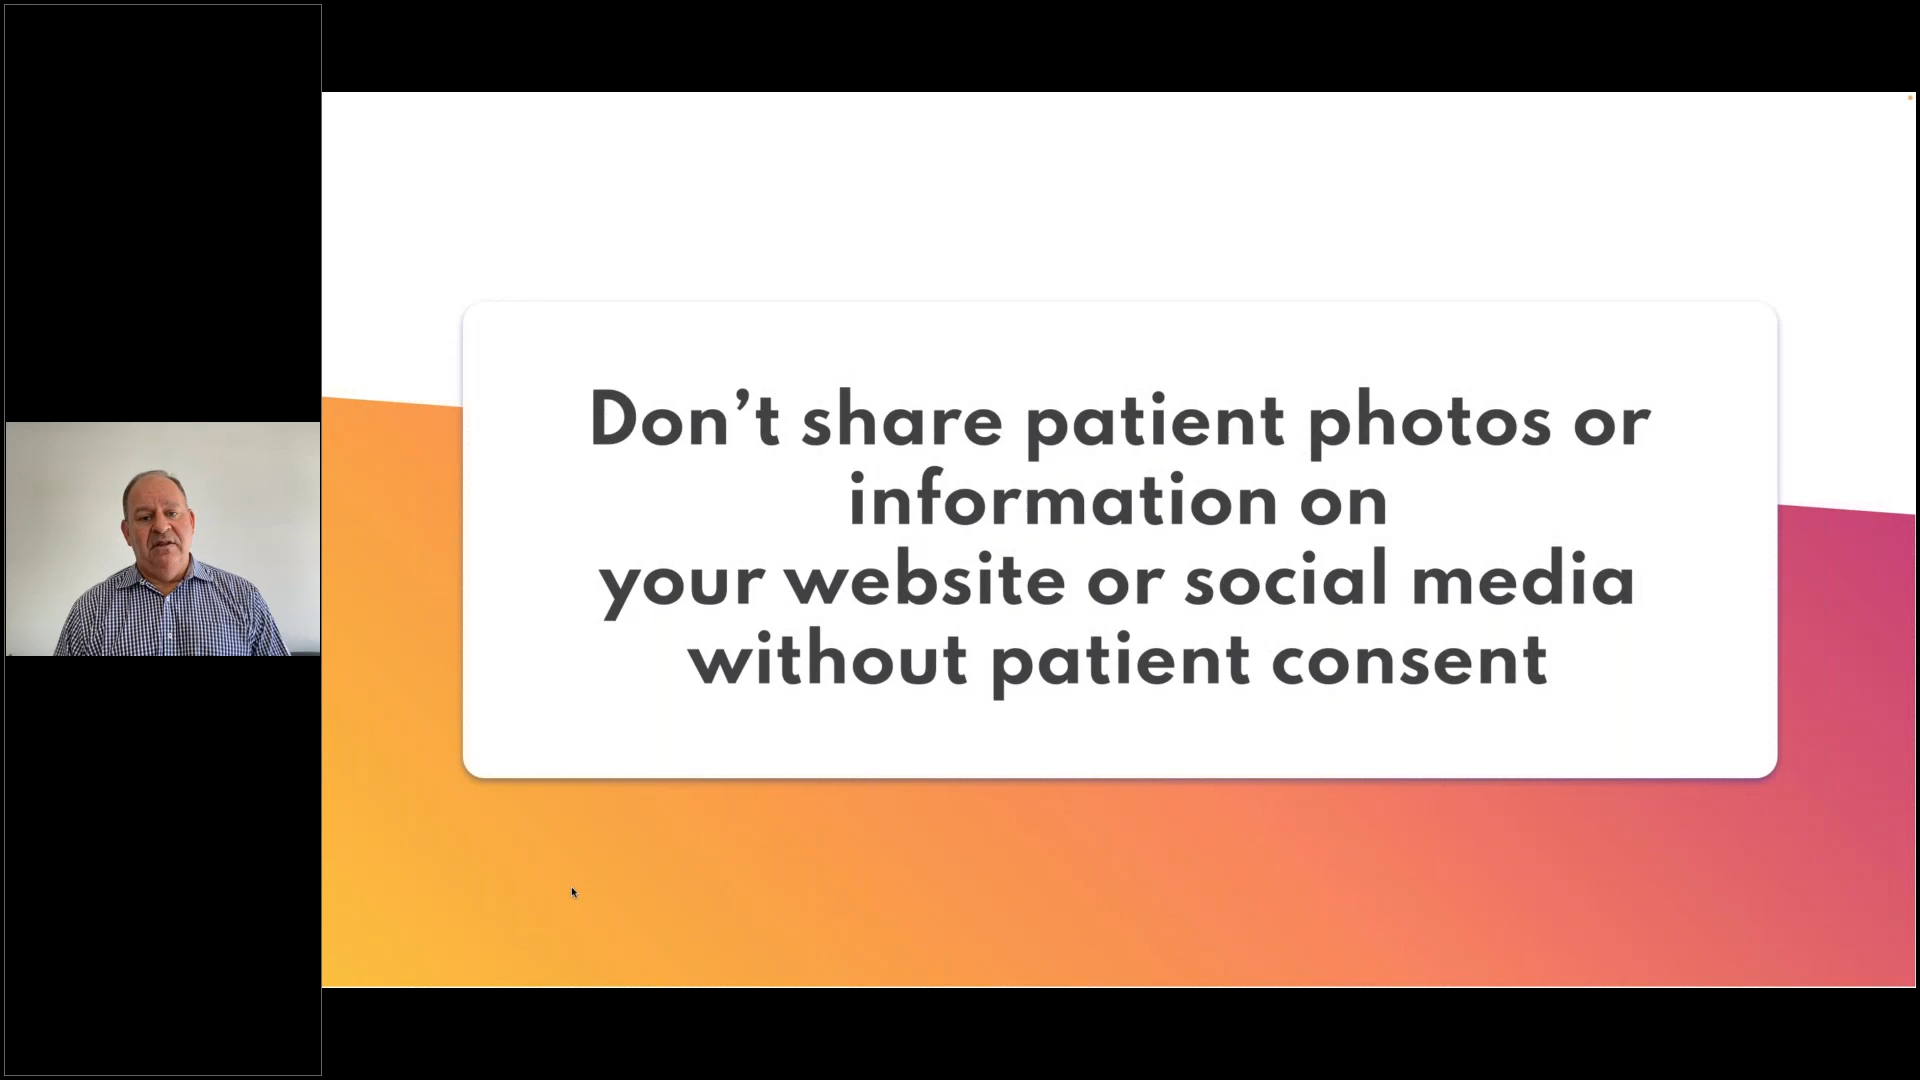 Don’t share patient photos or
information on
your website or social media
without patient consent